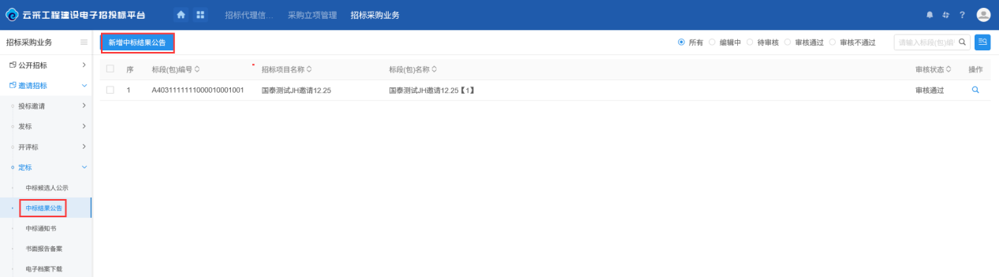 云采工程建设电子招投标平台 招标代理信... 采购立项管理 招标采购业务 ?
招标采购业务 新增中标结果公告 所有 编辑中 待审核 审核通过 审核不通过 请输入标段(包)编
公开招标 序 标段(包)编号 招标项目名称 标段(包)名称 审核状态 操作
邀请招标 1 A4031111111000010001001 国泰测试JH邀请12.25 国泰测试JH邀请12.25【1】 审核通过
投标邀请
发标
开评标
定标
中标候选人公示
中标结果公告
中标通知书
书面报告备案
电子档案下载